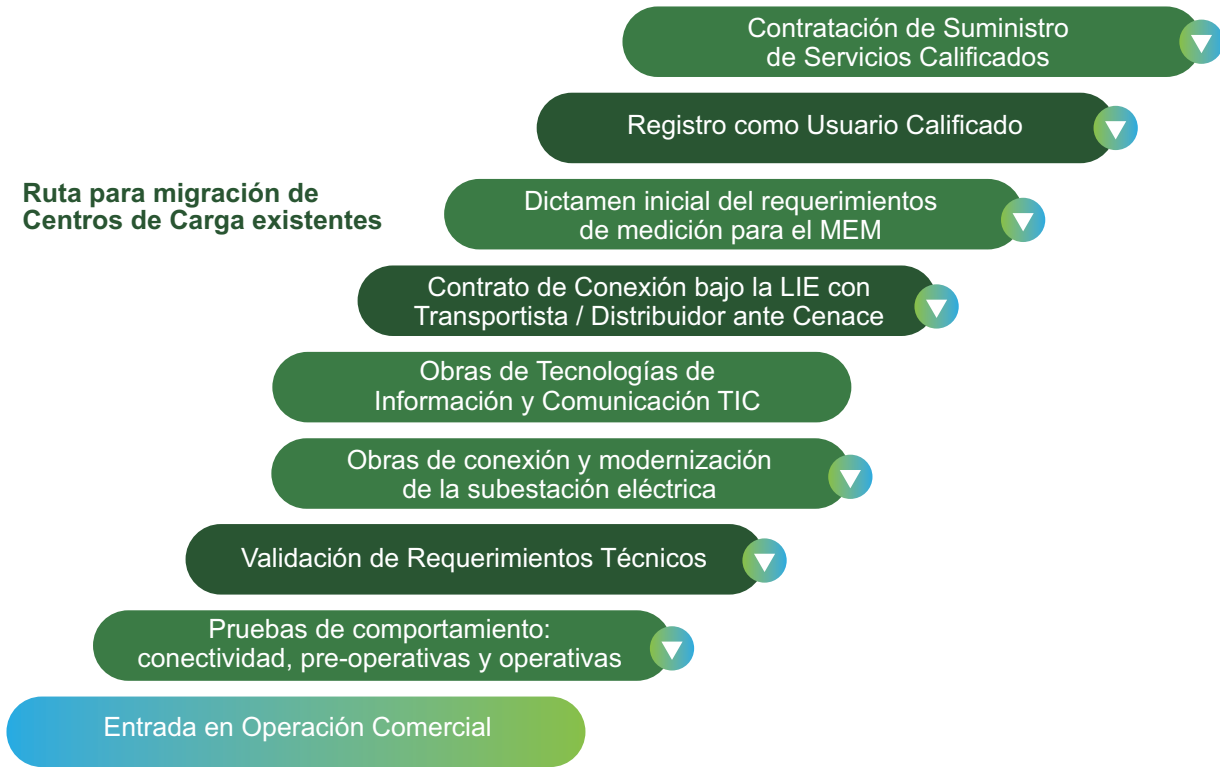 Contratación de Suministro
de Servicios Calificados
Registro como Usuario Calificado
Ruta para migración de
Centros de Carga existentes
Dictamen inicial del requerimientos
de medición para el MEM
Contrato de Conexión bajo la LIE con
Transportista / Distribuidor ante Cenace
Obras de Tecnologías de
Información y Comunicación TIC
Obras de conexión y modernización
de la subestación eléctrica
Validación de Requerimientos Técnicos
Pruebas de comportamiento:
conectividad, pre-operativas y operativas
Entrada en Operación Comercial